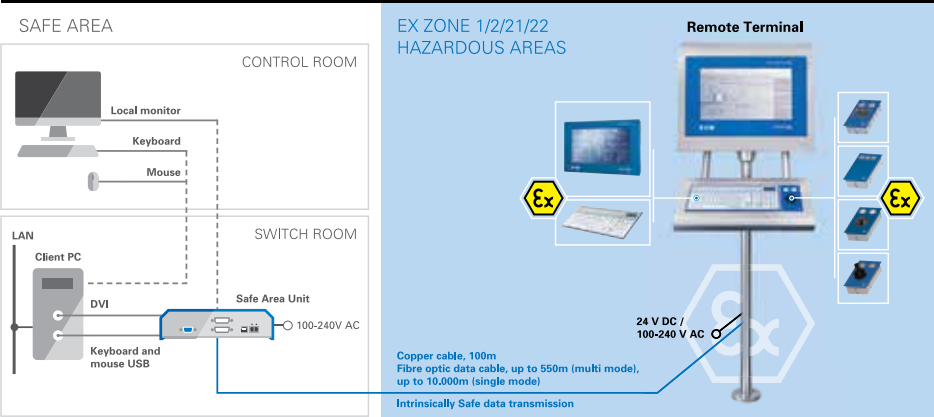 SAFE AREA
CONTROL ROOM
Local monitor
Keyboard
Mouse
SWITCH ROOM
LAN
Client PC
DVI
Keyboard and
mouse USB
Safe Area Unit
100-240V AC
EX ZONE 1/2/21/22
HAZARDOUS AREAS
Remote Terminal
Ex
Ex
24 V DC /
100-240 V AC
Ex
Copper cable, 100m
Fibre optic data cable, up to 550m (multi mode),
up to 10.000m (single mode)
Intrinsically Safe data transmission